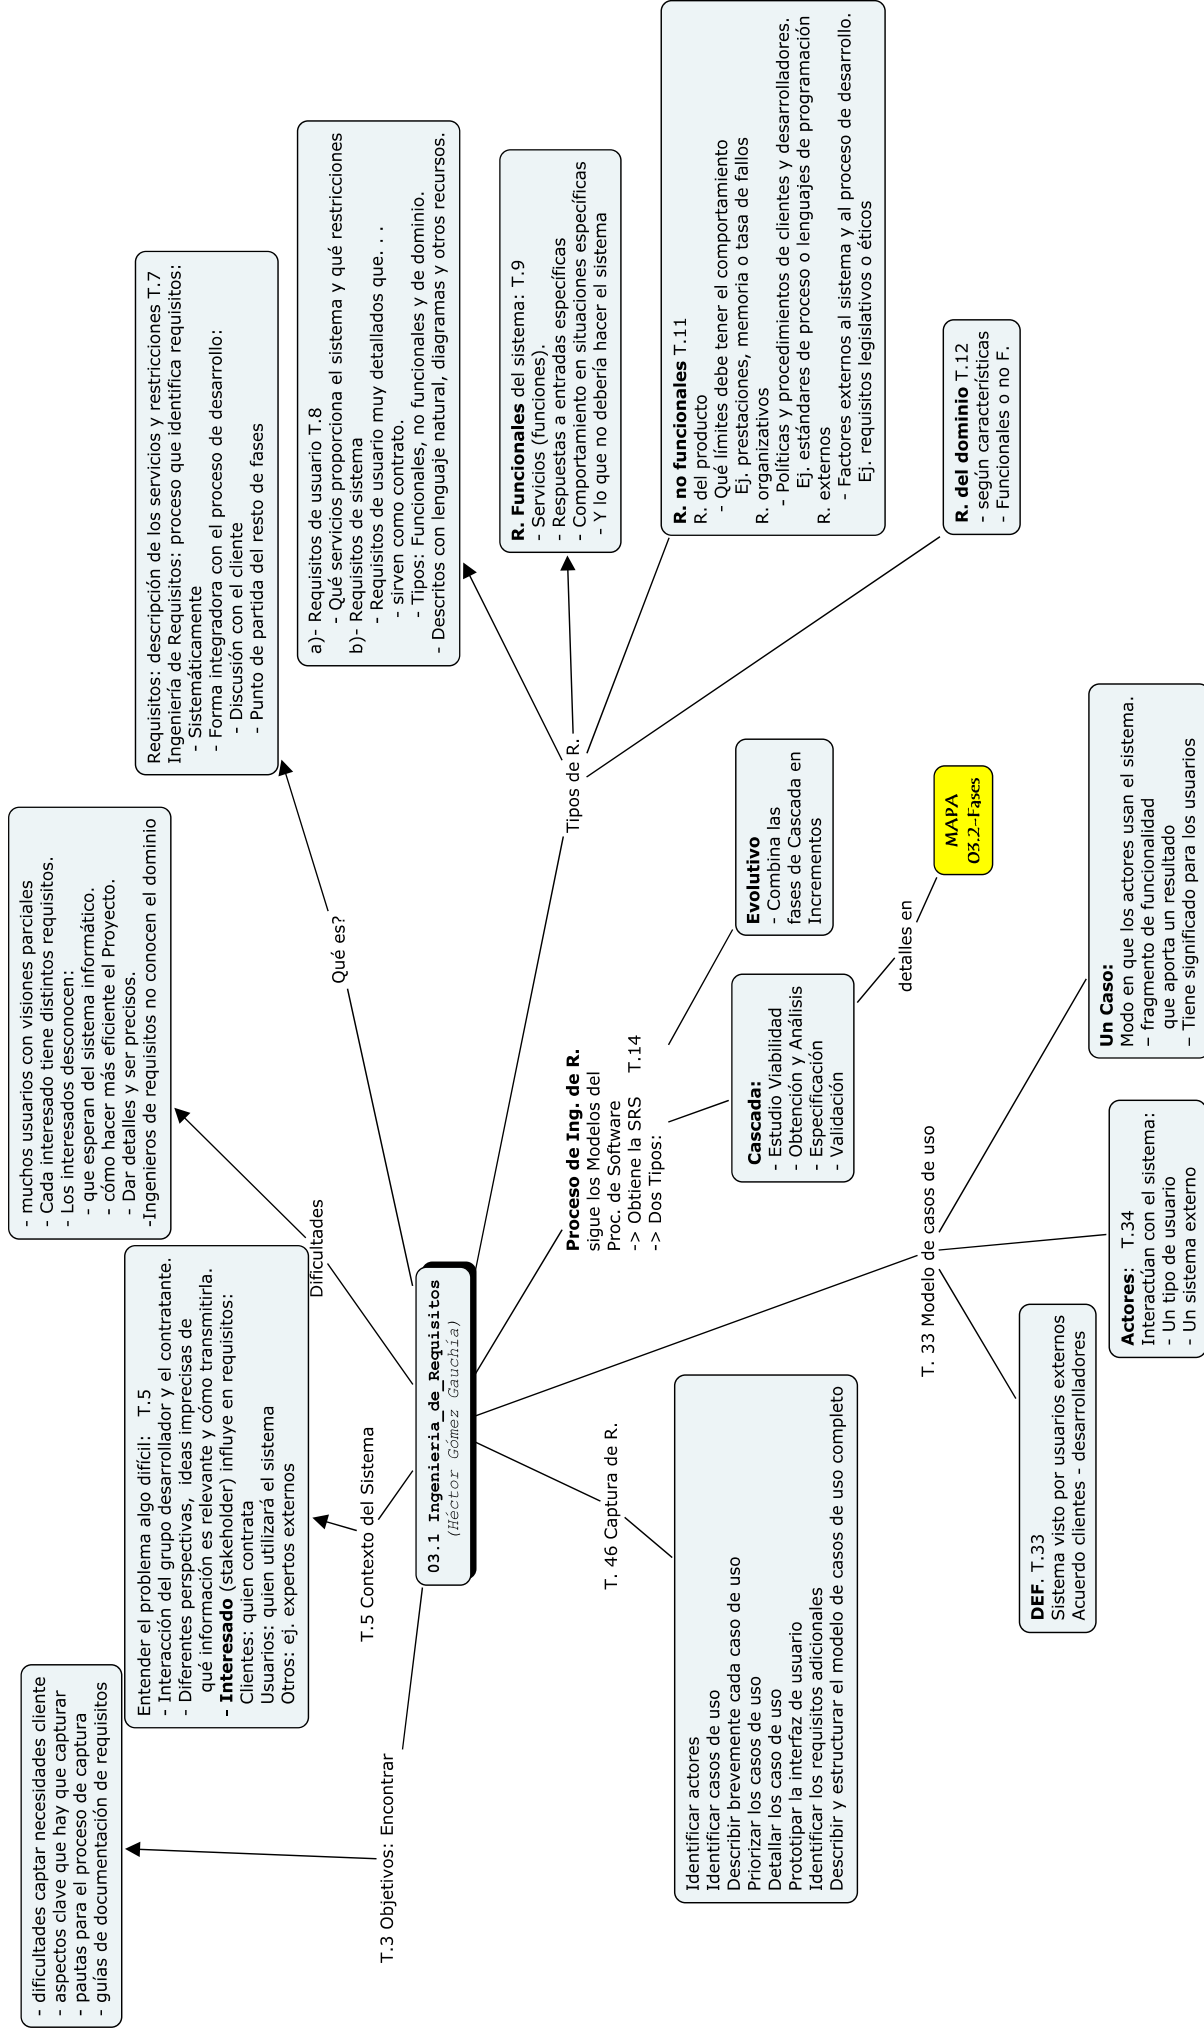 - dificultades captar necesidades cliente
- aspectos clave que hay que capturar
- pautas para el proceso de captura
- guías de documentación de requisitos
T.3 Objetivos: Encontrar
Entender el problema algo difícil: T.5
- Interacción del grupo desarrollador y el contratante.
- Diferentes perspectivas, ideas imprecisas de
qué información es relevante y cómo transmitirla.
- Interesado (stakeholder) influye en requisitos:
Clientes: quien contrata
Usuarios: quien utilizará el sistema
Otros: ej. expertos externos
T.5 Contexto del Sistema
- muchos usuarios con visiones parciales
- Cada interesado tiene distintos requisitos.
- Los interesados desconocen:
- que esperan del sistema informático.
- cómo hacer más eficiente el Proyecto.
- Dar detalles y ser precisos.
-Ingenieros de requisitos no conocen el dominio
Dificultades
Requisitos: descripción de los servicios y restricciones T.7
Ingeniería de Requisitos: proceso que identifica requisitos:
- Sistemáticamente
- Forma integradora con el proceso de desarrollo:
- Discusión con el cliente
- Punto de partida del resto de fases
Qué es?
03.1 Ingenieria_de_Requisitos
(Héctor Gómez Gauchía)
a)- Requisitos de usuario T.8
- Qué servicios proporciona el sistema y qué restricciones
b)- Requisitos de sistema
- Requisitos de usuario muy detallados que. . .
- sirven como contrato.
- Tipos: Funcionales, no funcionales y de dominio.
- Descritos con lenguaje natural, diagramas y otros recursos.
Tipos de R.
R. Funcionales del sistema: T.9
- Servicios (funciones).
- Respuestas a entradas específicas
- Comportamiento en situaciones específicas
- Y lo que no debería hacer el sistema
R. no funcionales T.11
R. del producto
- Qué límites debe tener el comportamiento
Ej. prestaciones, memoria o tasa de fallos
R. organizativos
- Políticas y procedimientos de clientes y desarrolladores.
Ej. estándares de proceso o lenguajes de programación
R. externos
- Factores externos al sistema y al proceso de desarrollo.
Ej. requisitos legislativos o éticos
R. del dominio T.12
- según características
- Funcionales o no F.
Proceso de Ing. de R.
sigue los Modelos del
Proc. de Software
-> Obtiene la SRS T.14
-> Dos Tipos:
Evolutivo
- Combina las
fases de Cascada en
Incrementos
Cascada:
- Estudio Viabilidad
- Obtención y Análisis
- Especificación
- Validación
detalles en
MAPA
03.2-Fases
T. 46 Captura de R.
Identificar actores
Identificar casos de uso
Describir brevemente cada caso de uso
Priorizar los casos de uso
Detallar los caso de uso
Prototipar la interfaz de usuario
Identificar los requisitos adicionales
Describir y estructurar el modelo de casos de uso completo
T. 33 Modelo de casos de uso
DEF. T.33
Sistema visto por usuarios externos
Acuerdo clientes - desarrolladores
Actores: T.34
Interactúan con el sistema:
- Un tipo de usuario
- Un sistema externo
Un Caso:
Modo en que los actores usan el sistema.
– fragmento de funcionalidad
que aporta un resultado
– Tiene significado para los usuarios